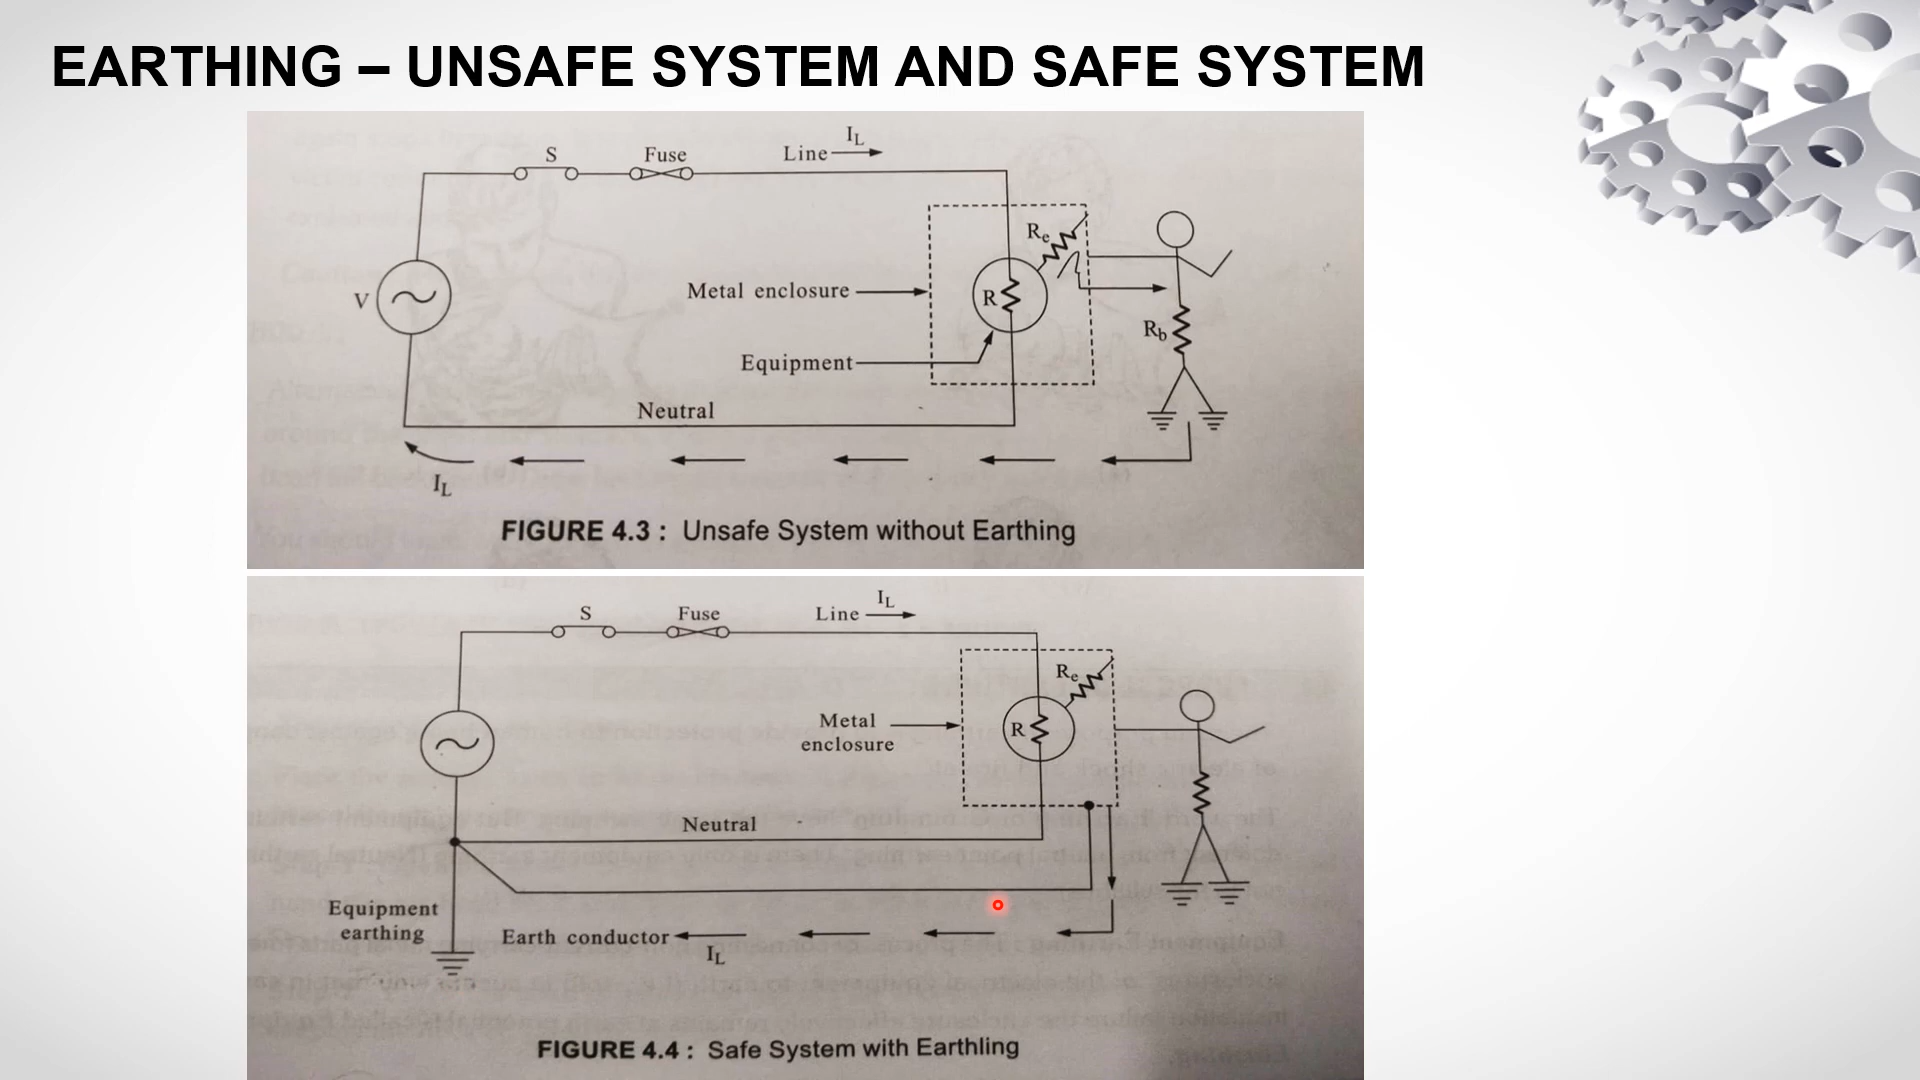 EARTHING – UNSAFE SYSTEM AND SAFE SYSTEM
S
Fuse
Line
IL
V
Re
Metal enclosure
R
Rb
Equipment
Neutral
IL
FIGURE 4.3 : Unsafe System without Earthing
S
Fuse
Line
IL
Re
Metal
enclosure
R
Neutral
Equipment
earthing
Earth conductor
IL
FIGURE 4.4 : Safe System with Earthling